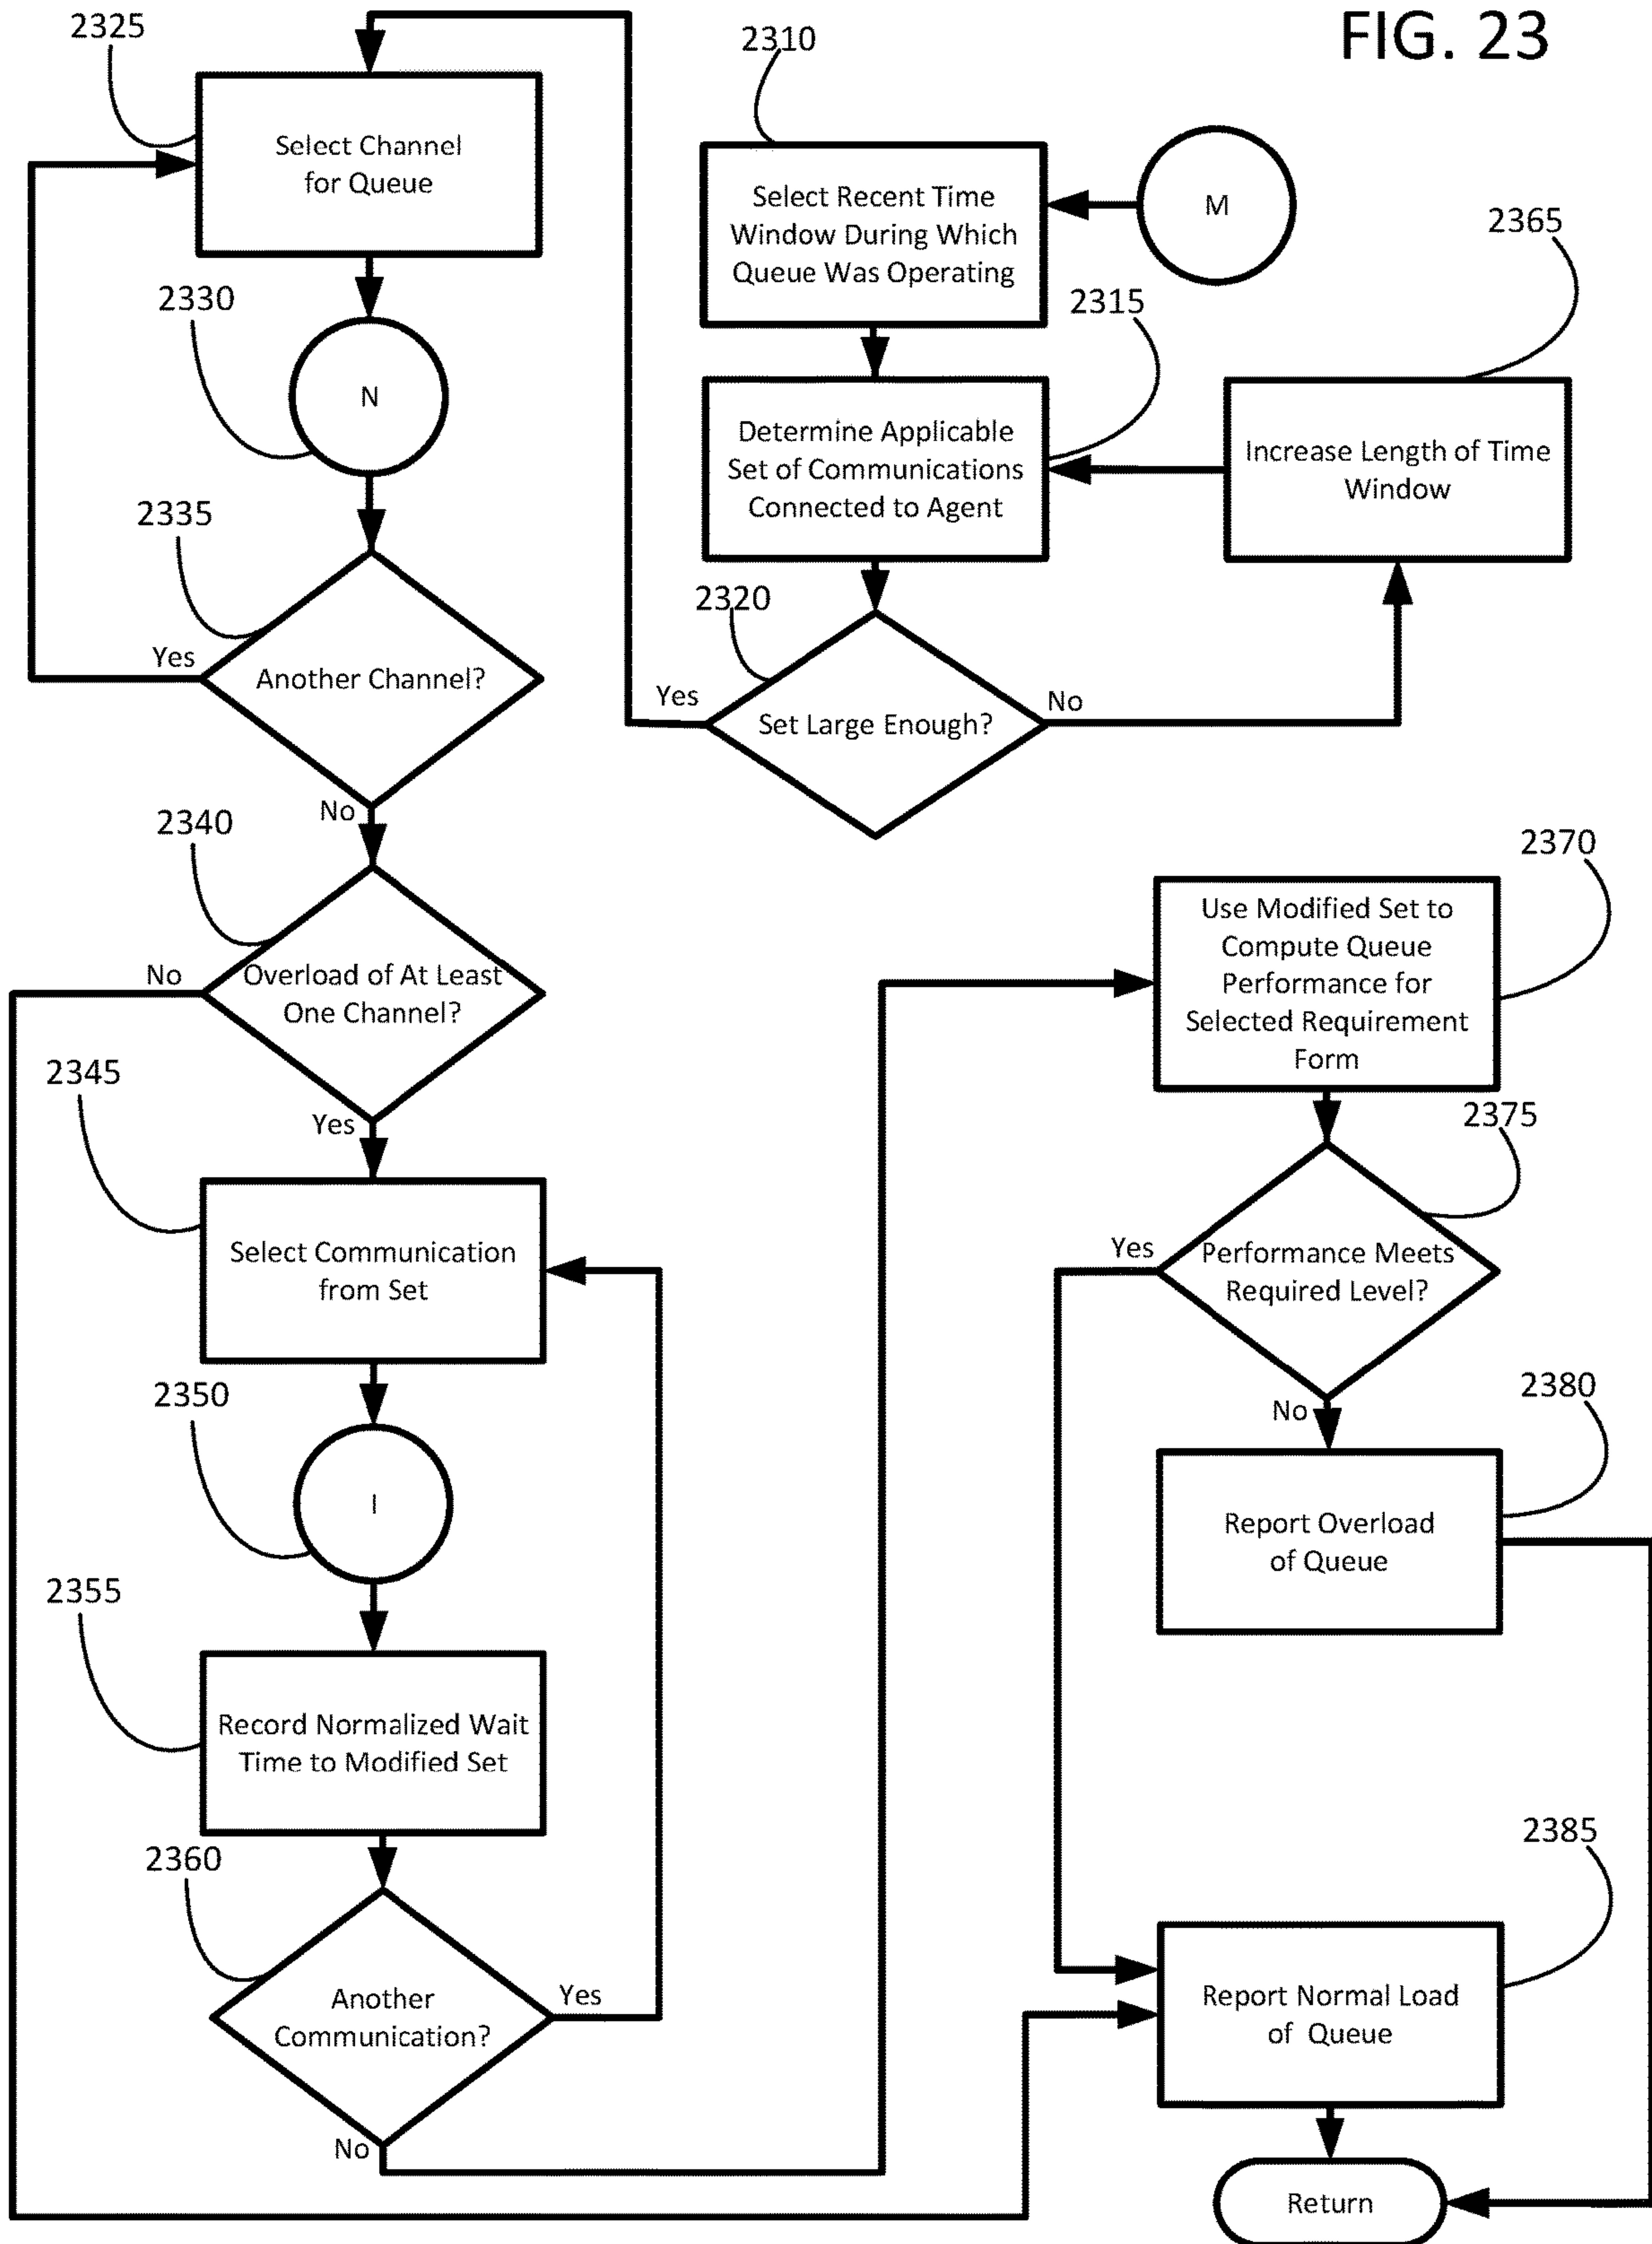 FIG. 23
2325
Select Channel
for Queue
2330
N
2335
Yes
Another Channel?
No
2340
No
Overload of At Least
One Channel?
Yes
2345
Select Communication
from Set
2350
I
2355
Record Normalized Wait
Time to Modified Set
2360
Another
Communication?
Yes
No
2310
Select Recent Time
Window During Which
Queue Was Operating
M
2315
Determine Applicable
Set of Communications
Connected to Agent
2365
Increase Length of Time
Window
2320
Yes
Set Large Enough?
No
2370
Use Modified Set to
Compute Queue
Performance for
Selected Requirement
Form
2375
Yes
Performance Meets
Required Level?
No
2380
Report Overload
of Queue
2385
Report Normal Load
of Queue
Return